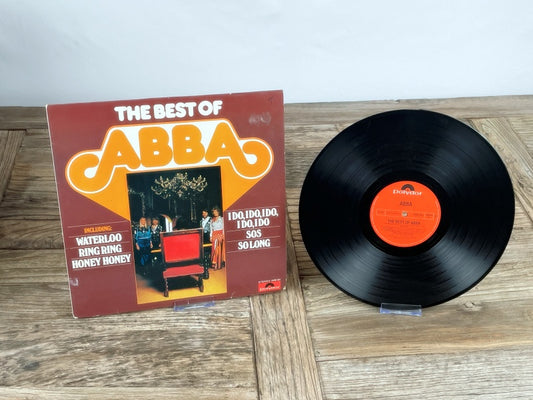 THE BEST OF
ABBA
INCLUDING:
WATERLOO
RING RING
HONEY HONEY
I DO, I DO, I DO,
I DO, I DO
SOS
SO LONG
Polydor
ABBA
THE BEST OF ABBA